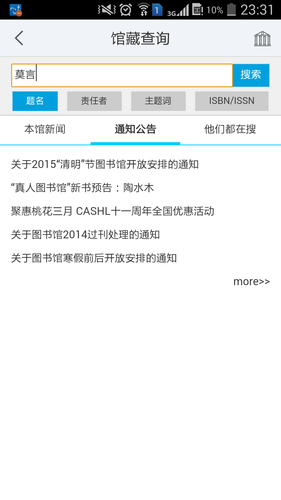 3G 10% 23:31
馆藏查询
莫言 搜索
题名 责任者 主题词 ISBN/ISSN
本馆新闻 通知公告 他们都在搜
关于2015“清明”节图书馆开放安排的通知
“真人图书馆”新书预告：陶水木
聚惠桃花三月 CASHL十一周年全国优惠活动
关于图书馆2014过刊处理的通知
关于图书馆寒假前后开放安排的通知
more>>